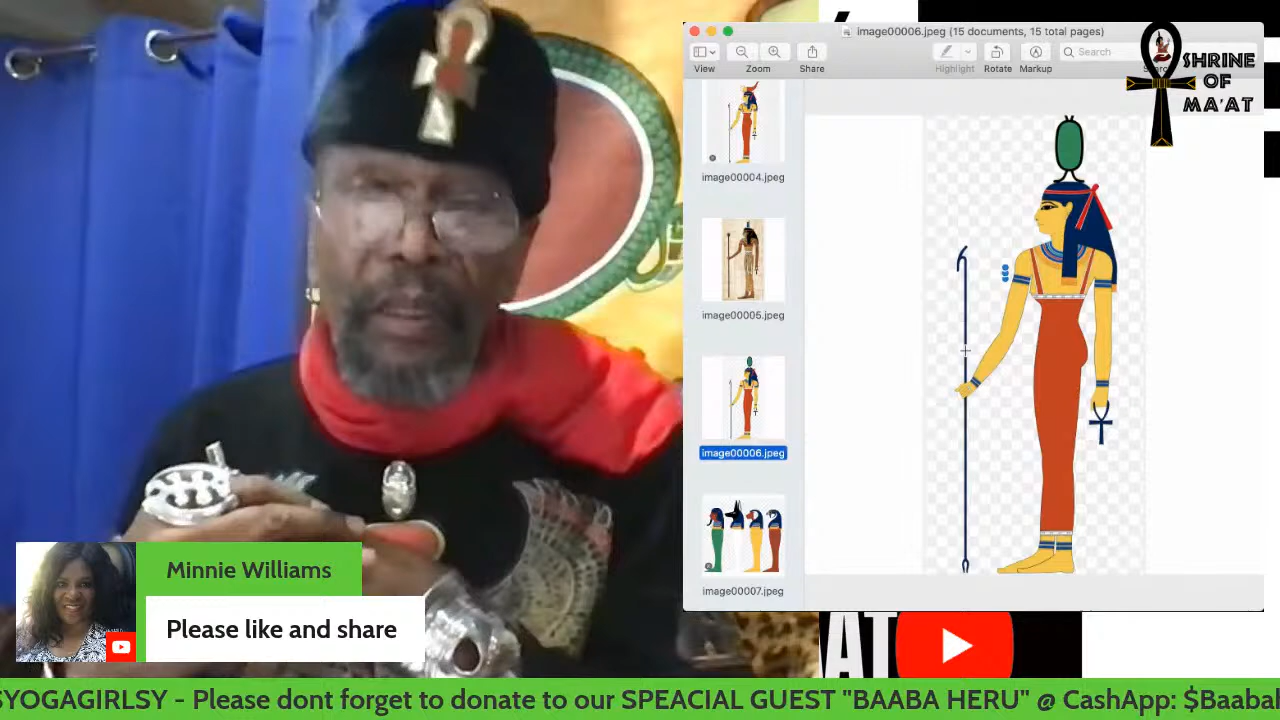 image00006.jpeg (15 documents, 15 total pages)
View
Zoom
Share
Highlight
Rotate
Markup
Search
SHRINE
OF
MA'AT
image00004.jpeg
image00005.jpeg
image00006.jpeg
image00007.jpeg
Minnie Williams
Please like and share
AT
SYOGAGIRLSY - Please dont forget to donate to our SPEACIAL GUEST "BAABA HERU" @ CashApp: $Baaba